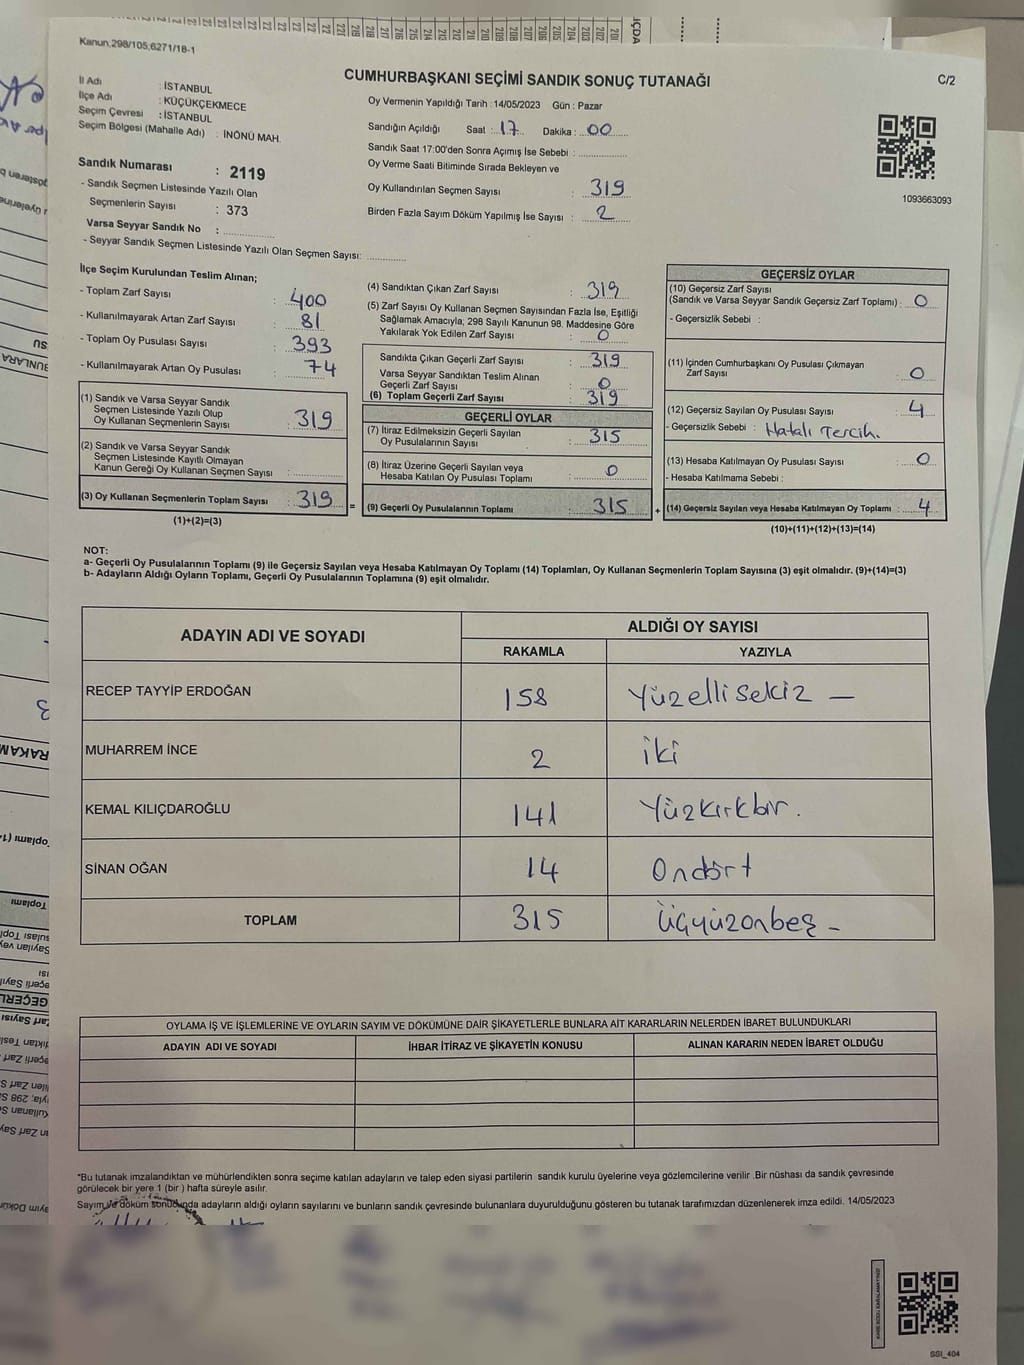 Kanun:298/105;6271/18-1
C/2
CUMHURBAŞKANI SEÇİMİ SANDIK SONUÇ TUTANAĞI
İl Adı : İSTANBUL
İlçe Adı : KÜÇÜKÇEKMECE
Seçim Çevresi : İSTANBUL
Seçim Bölgesi (Mahalle Adı) : İNÖNÜ MAH.
Sandık Numarası : 2119
- Sandık Seçmen Listesinde Yazılı Olan
Seçmenlerin Sayısı : 373
Varsa Seyyar Sandık No :
- Seyyar Sandık Seçmen Listesinde Yazılı Olan Seçmen Sayısı:
Oy Vermenin Yapıldığı Tarih : 14/05/2023 Gün : Pazar
Sandığın Açıldığı Saat : 17 Dakika : 00
Sandık Saat 17:00'den Sonra Açımış İse Sebebi :
Oy Verme Saati Bitiminde Sırada Bekleyen ve
Oy Kullandırılan Seçmen Sayısı : 319
Birden Fazla Sayım Döküm Yapılmış İse Sayısı : 2
1093663093
İlçe Seçim Kurulundan Teslim Alınan;
- Toplam Zarf Sayısı : 400
- Kullanılmayarak Artan Zarf Sayısı : 81
- Toplam Oy Pusulası Sayısı : 393
- Kullanılmayarak Artan Oy Pusulası : 74
(1) Sandık ve Varsa Seyyar Sandık
Seçmen Listesinde Yazılı Olup
Oy Kullanan Seçmenlerin Sayısı : 319
(2) Sandık ve Varsa Seyyar Sandık
Seçmen Listesinde Kayıtlı Olmayan
Kanun Gereği Oy Kullanan Seçmen Sayısı :
(3) Oy Kullanan Seçmenlerin Toplam Sayısı : 319 =
(1)+(2)=(3)
(4) Sandıktan Çıkan Zarf Sayısı : 319
(5) Zarf Sayısı Oy Kullanan Seçmen Sayısından Fazla İse, Eşitliği
Sağlamak Amacıyla, 298 Sayılı Kanunun 98. Maddesine Göre
Yakılarak Yok Edilen Zarf Sayısı : 0
Sandıkta Çıkan Geçerli Zarf Sayısı : 319
Varsa Seyyar Sandıktan Teslim Alınan
Geçerli Zarf Sayısı : 0
(6) Toplam Geçerli Zarf Sayısı : 319
GEÇERLİ OYLAR
(7) İtiraz Edilmeksizin Geçerli Sayılan
Oy Pusulalarının Sayısı : 315
(8) İtiraz Üzerine Geçerli Sayılan veya
Hesaba Katılan Oy Pusulası Toplamı : 0
(9) Geçerli Oy Pusulalarının Toplamı : 315 +
GEÇERSİZ OYLAR
(10) Geçersiz Zarf Sayısı
(Sandık ve Varsa Seyyar Sandık Geçersiz Zarf Toplamı) : 0
- Geçersizlik Sebebi :
(11) İçinden Cumhurbaşkanı Oy Pusulası Çıkmayan
Zarf Sayısı : 0
(12) Geçersiz Sayılan Oy Pusulası Sayısı : 4
- Geçersizlik Sebebi : Hatalı Tercih.
(13) Hesaba Katılmayan Oy Pusulası Sayısı : 0
- Hesaba Katılmama Sebebi :
(14) Geçersiz Sayılan veya Hesaba Katılmayan Oy Toplamı : 4
(10)+(11)+(12)+(13)=(14)
NOT:
a- Geçerli Oy Pusulalarının Toplamı (9) ile Geçersiz Sayılan veya Hesaba Katılmayan Oy Toplamı (14) Toplamları, Oy Kullanan Seçmenlerin Toplam Sayısına (3) eşit olmalıdır. (9)+(14)=(3)
b- Adayların Aldığı Oyların Toplamı, Geçerli Oy Pusulalarının Toplamına (9) eşit olmalıdır.
ADAYIN ADI VE SOYADI ALDIĞI OY SAYISI
RAKAMLA YAZIYLA
RECEP TAYYİP ERDOĞAN 158 Yüzellisekiz —
MUHARREM İNCE 2 iki
KEMAL KILIÇDAROĞLU 141 Yüzkırkbir.
SİNAN OĞAN 14 Ondört
TOPLAM 315 Üçyüzonbeş -
OYLAMA İŞ VE İŞLEMLERİNE VE OYLARIN SAYIM VE DÖKÜMÜNE DAİR ŞİKAYETLERLE BUNLARA AİT KARARLARIN NELERDEN İBARET BULUNDUKLARI
ADAYIN ADI VE SOYADI İHBAR İTİRAZ VE ŞİKAYETİN KONUSU ALINAN KARARIN NEDEN İBARET OLDUĞU
*Bu tutanak imzalandıktan ve mühürlendikten sonra seçime katılan adayların ve talep eden siyasi partilerin sandık kurulu üyelerine veya gözlemcilerine verilir .Bir nüshası da sandık çevresinde
görülecek bir yere 1 (bir ) hafta süreyle asılır.
Sayım ve döküm sonucunda adayların aldığı oyların sayılarını ve bunların sandık çevresinde bulunanlara duyurulduğunu gösteren bu tutanak tarafımızdan düzenlenerek imza edildi. 14/05/2023
SSI_404